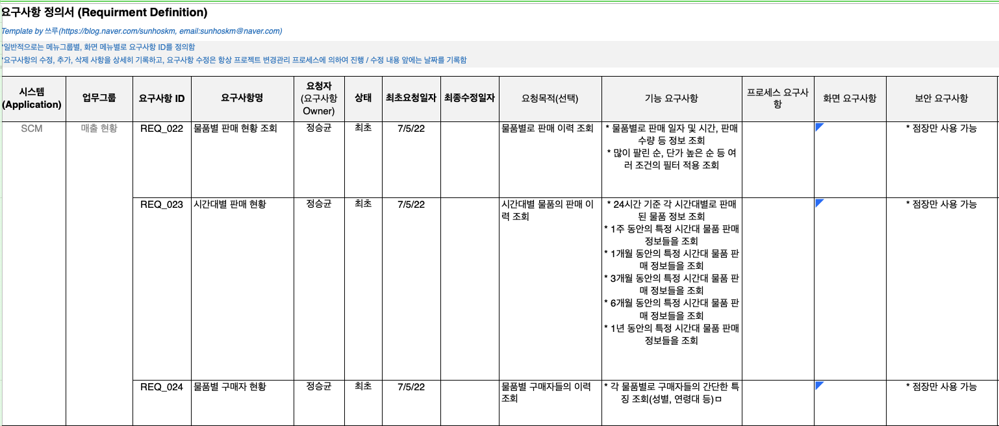 요구사항 정의서 (Requirment Definition)
Template by 쓰루(https://blog.naver.com/sunhoskm, email:sunhoskm@naver.com)
*일반적으로는 메뉴그룹별, 화면 메뉴별로 요구사항 ID를 정의함
*요구사항의 수정, 추가, 삭제 사항을 상세히 기록하고, 요구사항 수정은 항상 프로젝트 변경관리 프로세스에 의하여 진행 / 수정 내용 앞에는 날짜를 기록함
시스템
(Application)
업무그룹
요구사항 ID
요구사항명
요청자
(요구사항
Owner)
상태
최초요청일자
최종수정일자
요청목적(선택)
기능 요구사항
프로세스 요구사
항
화면 요구사항
보안 요구사항
SCM
매출 현황
REQ_022
물품별 판매 현황 조회
정승균
최초
7/5/22
물품별로 판매 이력 조회
* 물품별로 판매 일자 및 시간, 판매
수량 등 정보 조회
* 많이 팔린 순, 단가 높은 순 등 여
러 조건의 필터 적용 조회
* 점장만 사용 가능
REQ_023
시간대별 판매 현황
정승균
최초
7/5/22
시간대별 물품의 판매 이
력 조회
* 24시간 기준 각 시간대별로 판매
된 물품 정보 조회
* 1주 동안의 특정 시간대 물품 판매
정보들을 조회
* 1개월 동안의 특정 시간대 물품 판
매 정보들을 조회
* 3개월 동안의 특정 시간대 물품 판
매 정보들을 조회
* 6개월 동안의 특정 시간대 물품 판
매 정보들을 조회
* 1년 동안의 특정 시간대 물품 판매
정보들을 조회
* 점장만 사용 가능
REQ_024
물품별 구매자 현황
정승균
최초
7/5/22
물품별 구매자들의 이력
조회
* 각 물품별로 구매자들의 간단한 특
징 조회(성별, 연령대 등)ㅁ
* 점장만 사용 가능